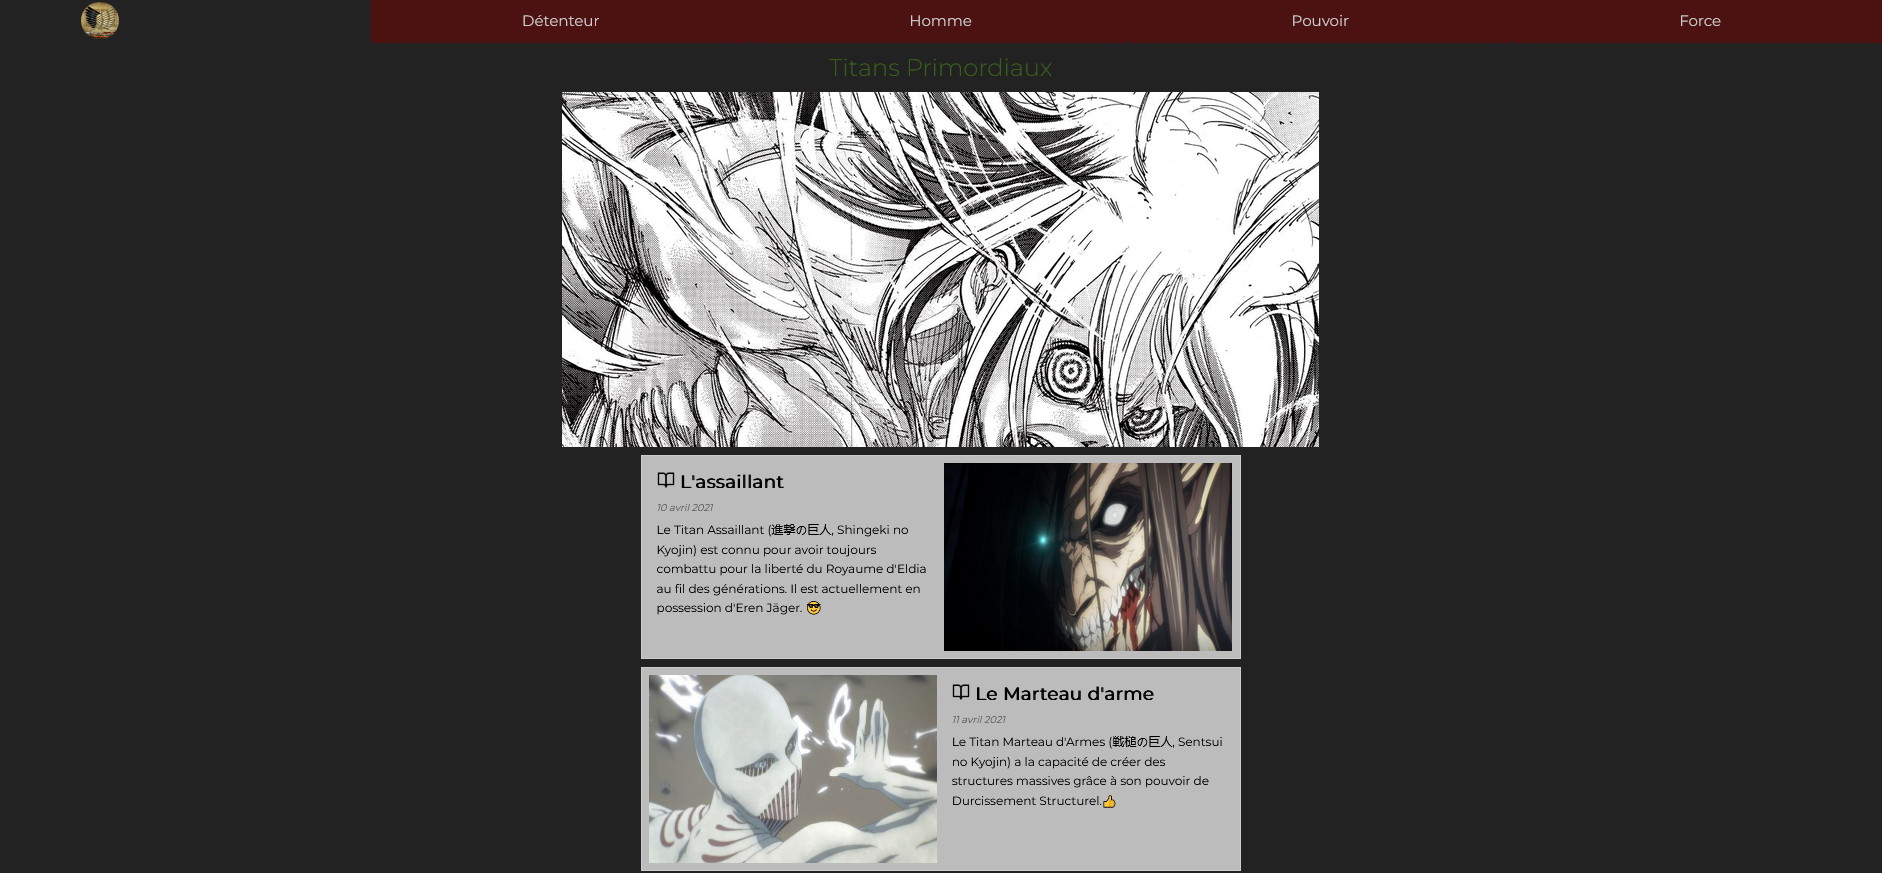 Détenteur
Homme
Pouvoir
Force
Titans Primordiaux
L'assaillant
10 avril 2021
Le Titan Assaillant (進撃の巨人, Shingeki no
Kyojin) est connu pour avoir toujours
combattu pour la liberté du Royaume d'Eldia
au fil des générations. Il est actuellement en
possession d'Eren Jäger. 😎
Le Marteau d'arme
11 avril 2021
Le Titan Marteau d'Armes (戦槌の巨人, Sentsui
no Kyojin) a la capacité de créer des
structures massives grâce à son pouvoir de
Durcissement Structurel.👍